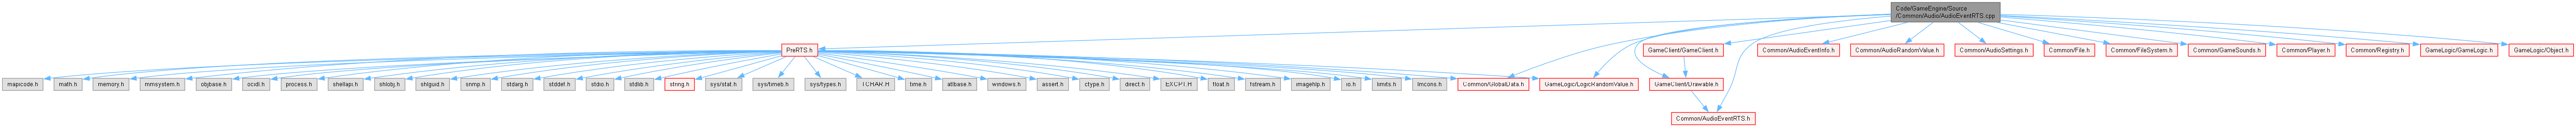 Code/GameEngine/Source
/Common/Audio/AudioEventRTS.cpp
PreRTS.h
GameClient/GameClient.h
Common/AudioEventInfo.h
Common/AudioRandomValue.h
Common/AudioSettings.h
Common/File.h
Common/FileSystem.h
Common/GameSounds.h
Common/Player.h
Common/Registry.h
GameLogic/GameLogic.h
GameLogic/Object.h
mapicode.h
math.h
memory.h
mmsystem.h
objbase.h
ocidl.h
process.h
shellapi.h
shlobj.h
shlguid.h
snmp.h
stdarg.h
stddef.h
stdio.h
stdlib.h
string.h
sys/stat.h
sys/timeb.h
sys/types.h
TCHAR.h
time.h
atlbase.h
windows.h
assert.h
ctype.h
direct.h
EXCPT.H
float.h
fstream.h
imagehlp.h
io.h
limits.h
lmcons.h
Common/GlobalData.h
GameLogic/LogicRandomValue.h
GameClient/Drawable.h
Common/AudioEventRTS.h